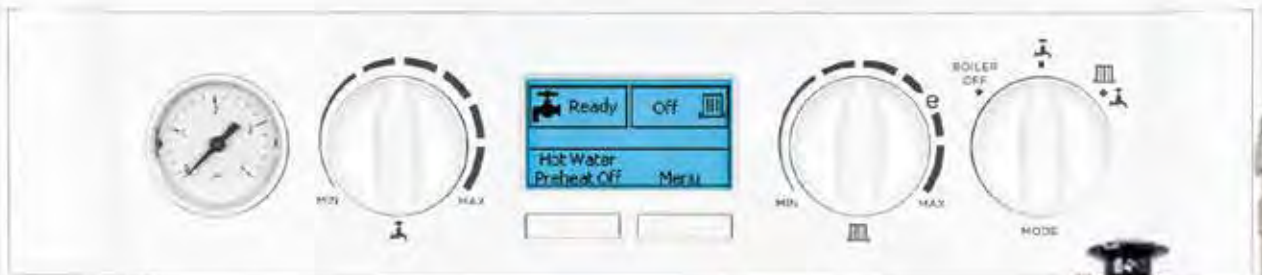 BOILER
OFF
Ready
Off
e
Hot Water
Preheat Off
Menu
MIN
MAX
MIN
MAX
MODE